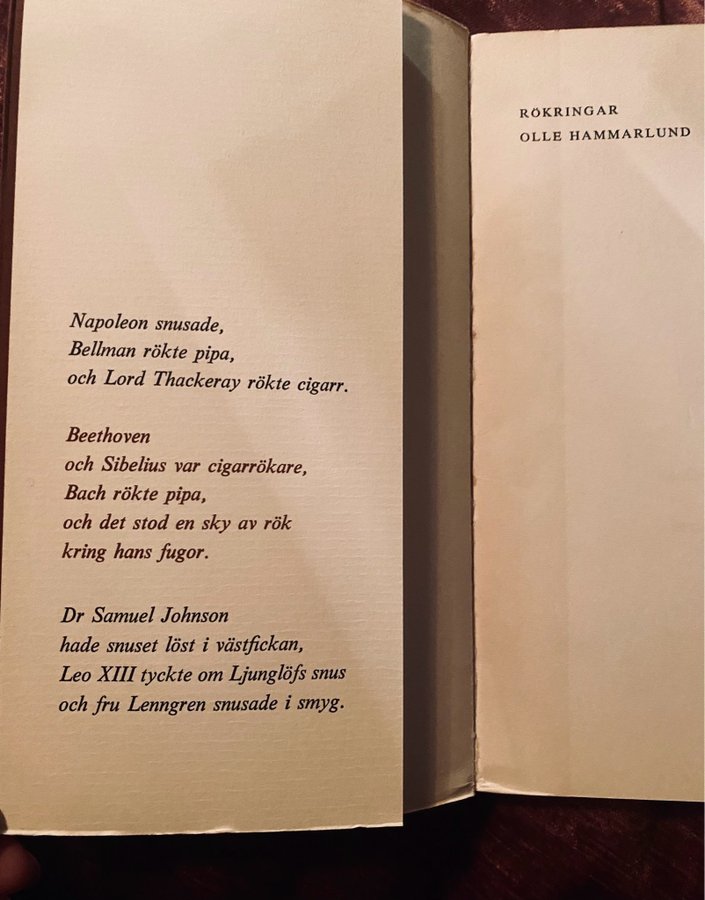 Napoleon snusade,
Bellman rökte pipa,
och Lord Thackeray rökte cigarr.
Beethoven
och Sibelius var cigarrökare,
Bach rökte pipa,
och det stod en sky av rök
kring hans fugor.
Dr Samuel Johnson
hade snuset löst i västfickan,
Leo XIII tyckte om Ljunglöfs snus
och fru Lenngren snusade i smyg.
RÖKRINGAR
OLLE HAMMARLUND